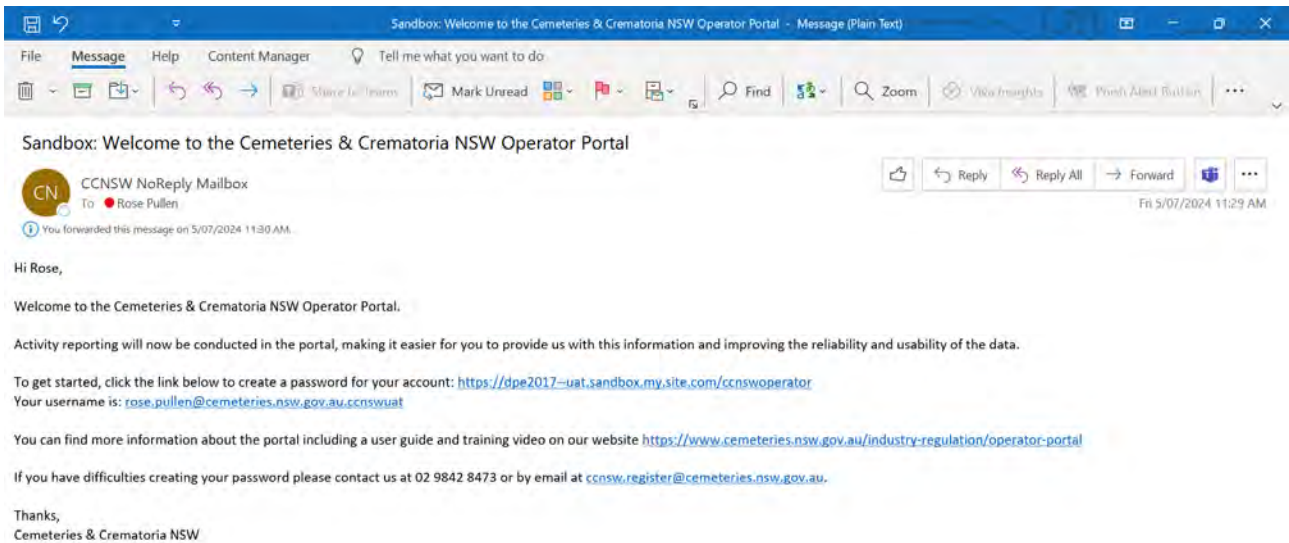 Sandbox: Welcome to the Cemeteries & Crematoria NSW Operator Portal - Message (Plain Text)
File Message Help Content Manager Tell me what you want to do
Share to Teams Mark Unread Find Zoom Viva Insights Phish Alert Button
Sandbox: Welcome to the Cemeteries & Crematoria NSW Operator Portal
CN
CCNSW NoReply Mailbox
To Rose Pullen
Reply Reply All Forward
Fri 5/07/2024 11:29 AM
You forwarded this message on 5/07/2024 11:30 AM.
Hi Rose,
Welcome to the Cemeteries & Crematoria NSW Operator Portal.
Activity reporting will now be conducted in the portal, making it easier for you to provide us with this information and improving the reliability and usability of the data.
To get started, click the link below to create a password for your account: https://dpe2017--uat.sandbox.my.site.com/ccnswoperator
Your username is: rose.pullen@cemeteries.nsw.gov.au.ccnswuat
You can find more information about the portal including a user guide and training video on our website https://www.cemeteries.nsw.gov.au/industry-regulation/operator-portal
If you have difficulties creating your password please contact us at 02 9842 8473 or by email at ccnsw.register@cemeteries.nsw.gov.au.
Thanks,
Cemeteries & Crematoria NSW